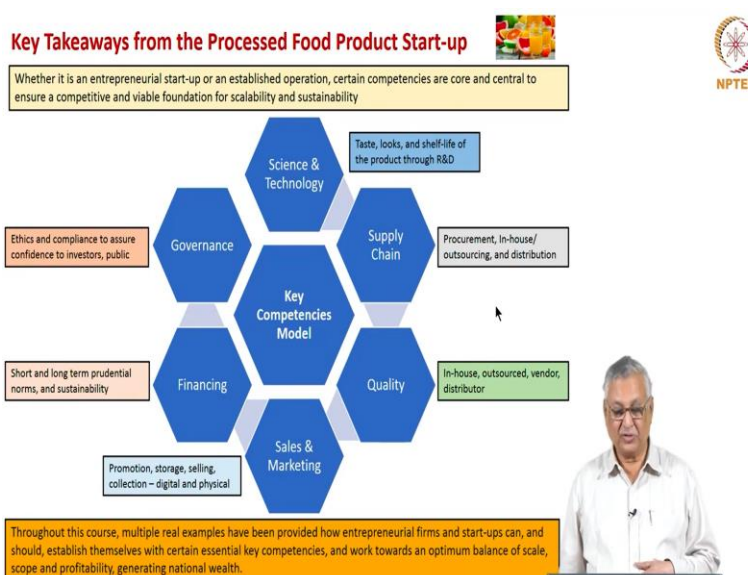 Key Takeaways from the Processed Food Product Start-up
NPTE
Whether it is an entrepreneurial start-up or an established operation, certain competencies are core and central to
ensure a competitive and viable foundation for scalability and sustainability
Science &
Technology
Taste, looks, and shelf-life of
the product through R&D
Ethics and compliance to assure
confidence to investors, public
Governance
Supply
Chain
Procurement, In-house/
outsourcing, and distribution
Key
Competencies
Model
Short and long term prudential
norms, and sustainability
Financing
Quality
In-house, outsourced, vendor,
distributor
Sales &
Marketing
Promotion, storage, selling,
collection – digital and physical
Throughout this course, multiple real examples have been provided how entrepreneurial firms and start-ups can, and
should, establish themselves with certain essential key competencies, and work towards an optimum balance of scale,
scope and profitability, generating national wealth.